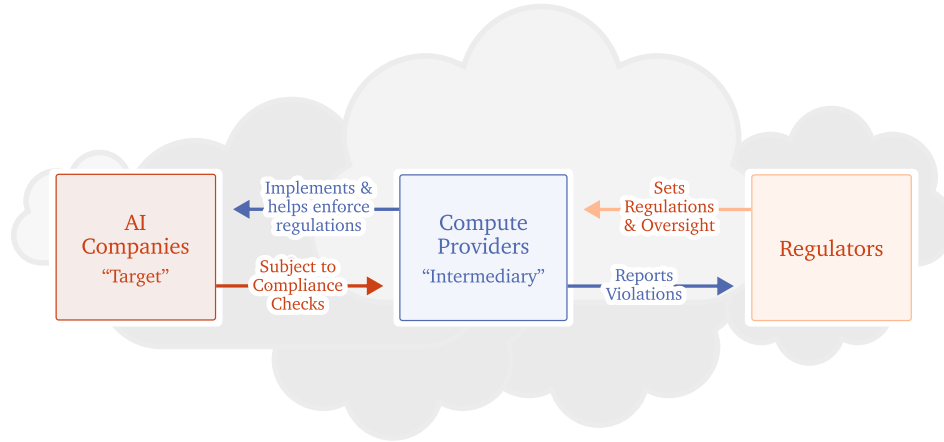 AI
Companies
“Target”
Implements &
helps enforce
regulations
Subject to
Compliance
Checks
Compute
Providers
“Intermediary”
Sets
Regulations
& Oversight
Reports
Violations
Regulators